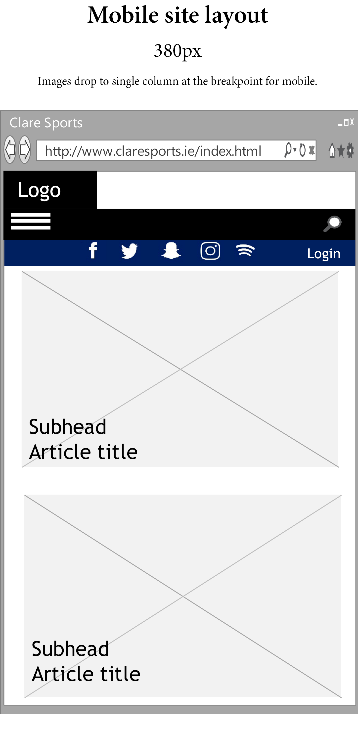 Mobile site layout
380px
Images drop to single column at the breakpoint for mobile.
Clare Sports
http://www.claresports.ie/index.html
Logo
Login
Subhead
Article title
Subhead
Article title